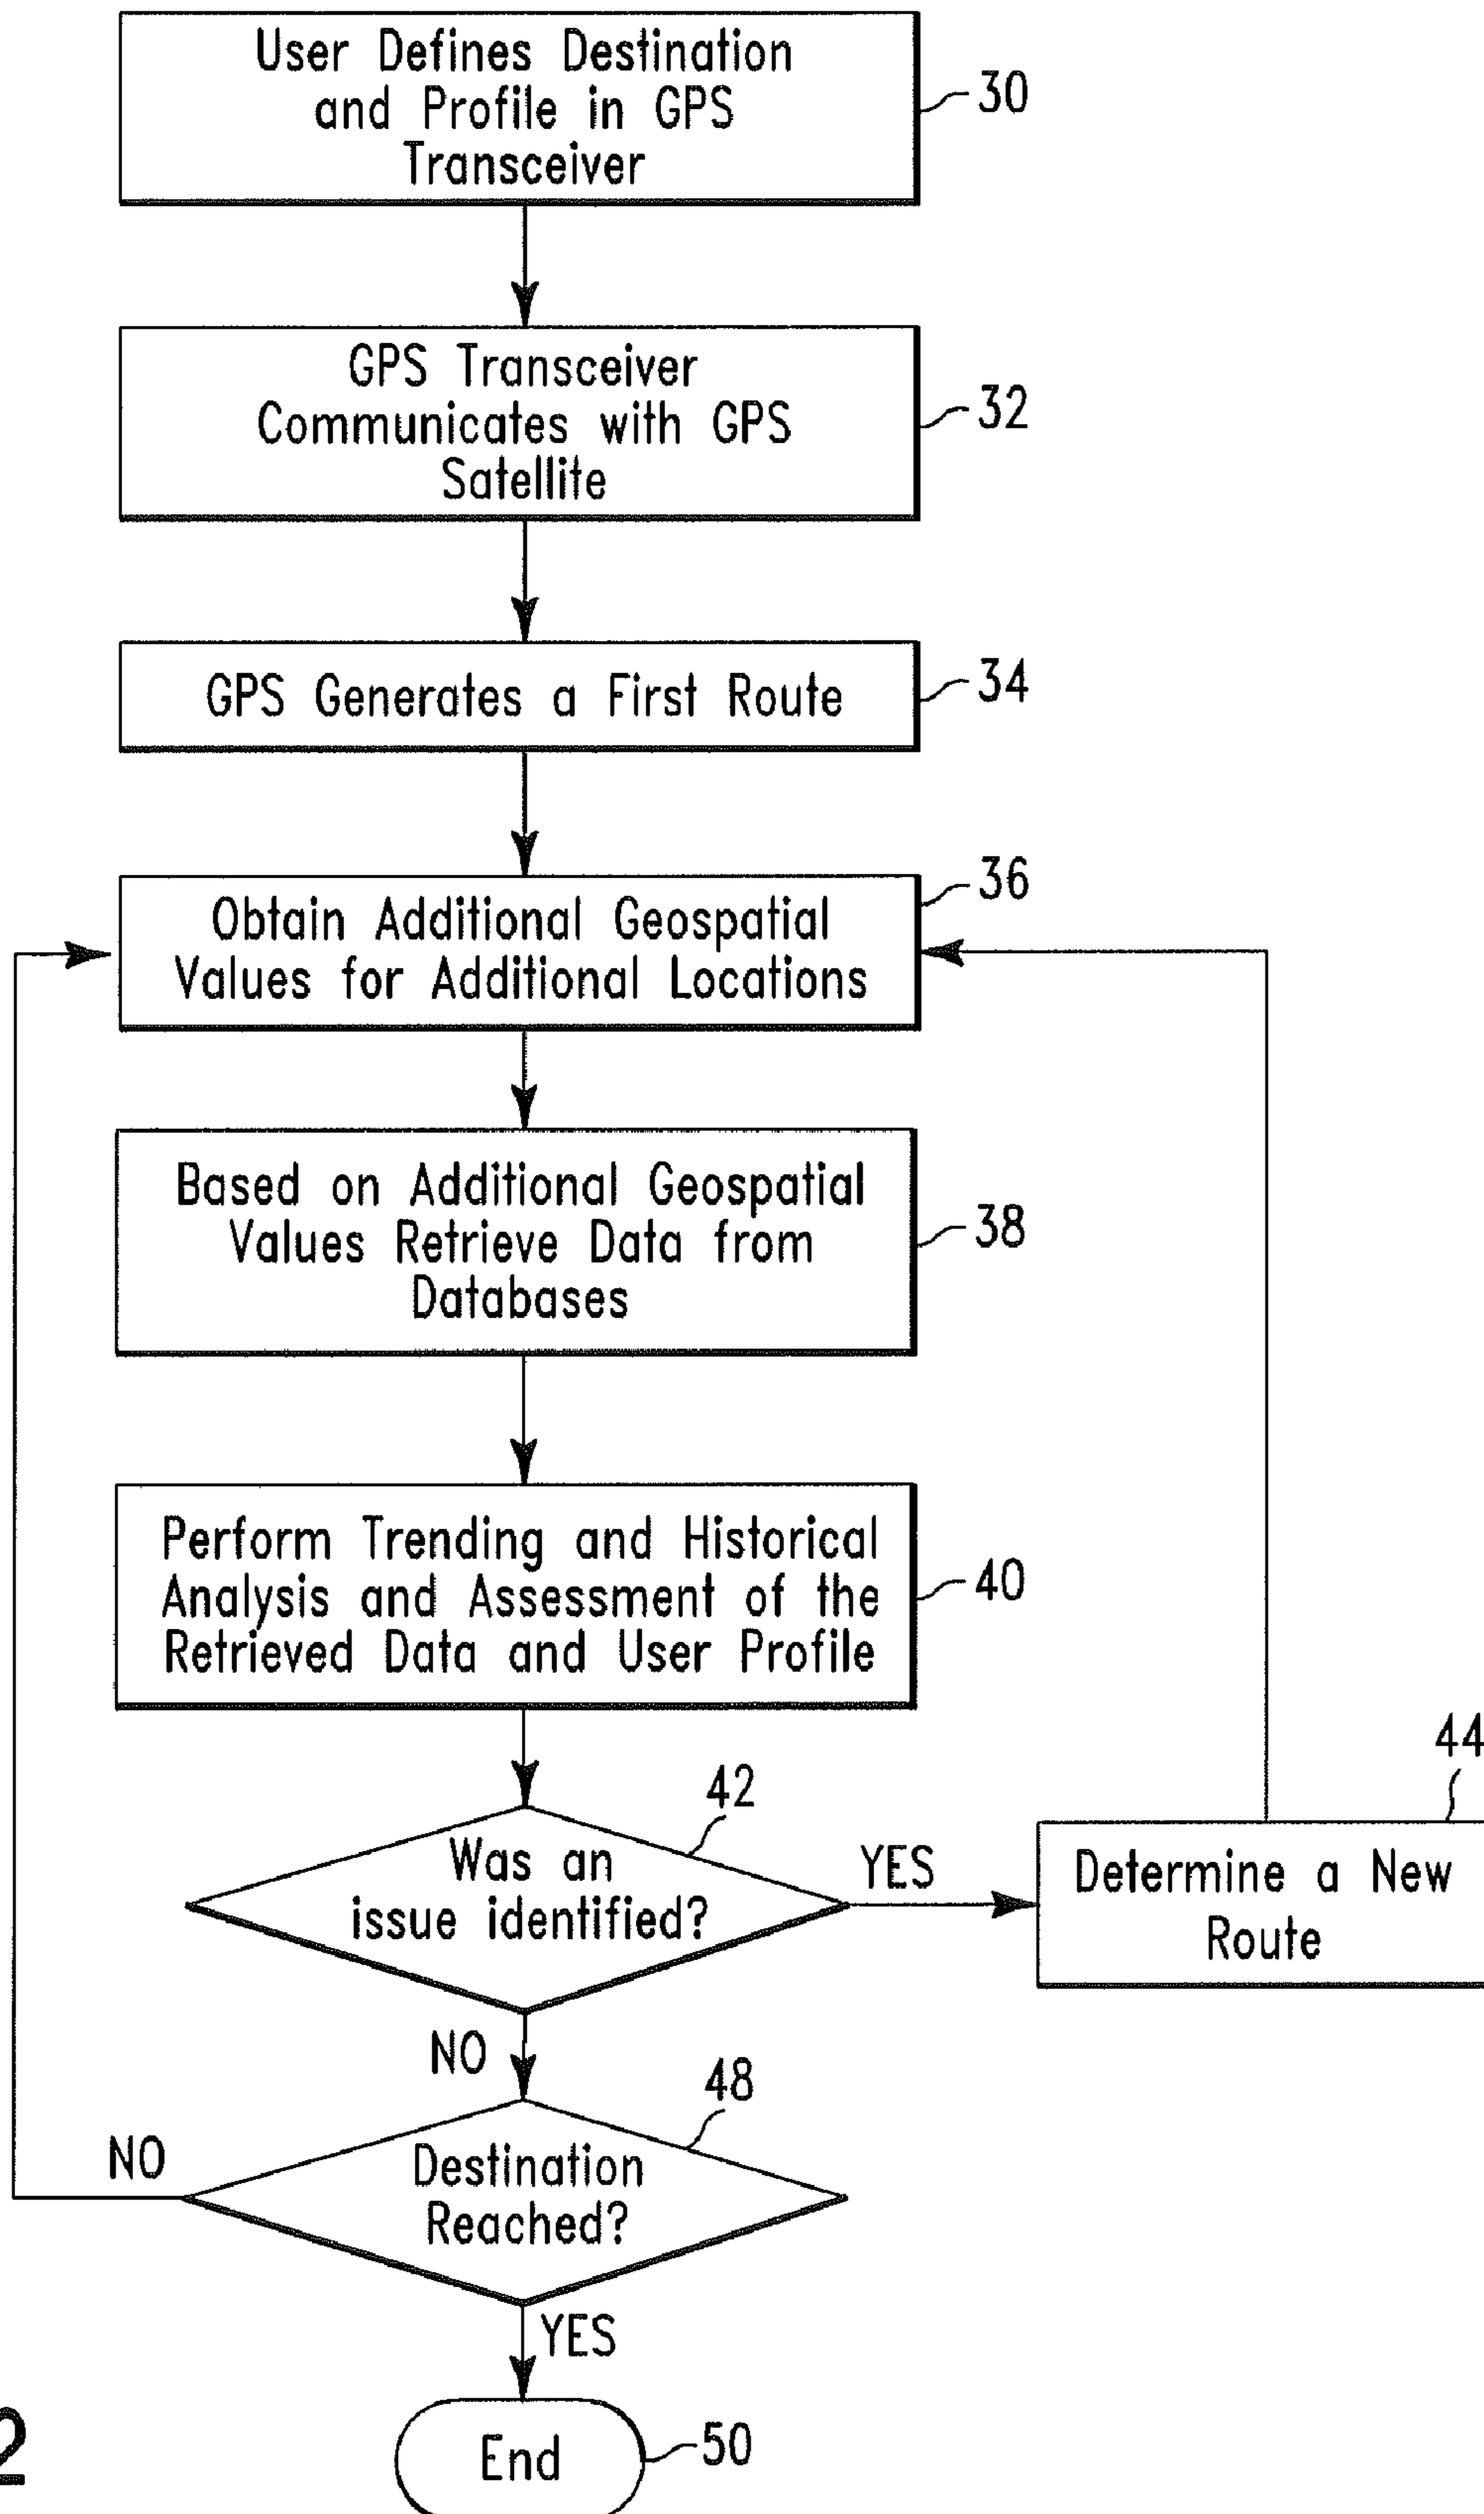 User Defines Destination
and Profile in GPS
Transceiver
30
GPS Transceiver
Communicates with GPS
Satellite
32
GPS Generates a First Route
34
36
Obtain Additional Geospatial
Values for Additional Locations
Based on Additional Geospatial
Values Retrieve Data from
Databases
38
Perform Trending and Historical
Analysis and Assessment of the
Retrieved Data and User Profile
40
42
Was an
issue identified?
YES
44
Determine a New
Route
NO
48
Destination
Reached?
NO
YES
End
50
2